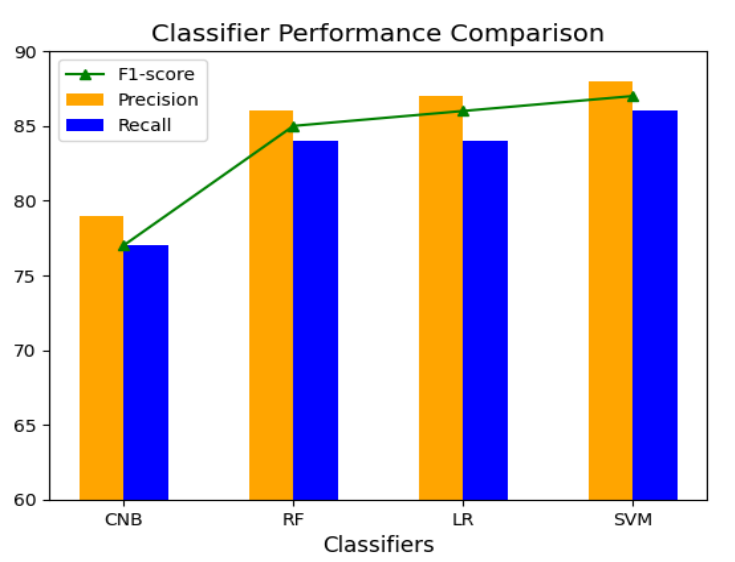 Classifier Performance Comparison
90
85
80
75
70
65
60
F1-score
Precision
Recall
CNB RF LR SVM
Classifiers